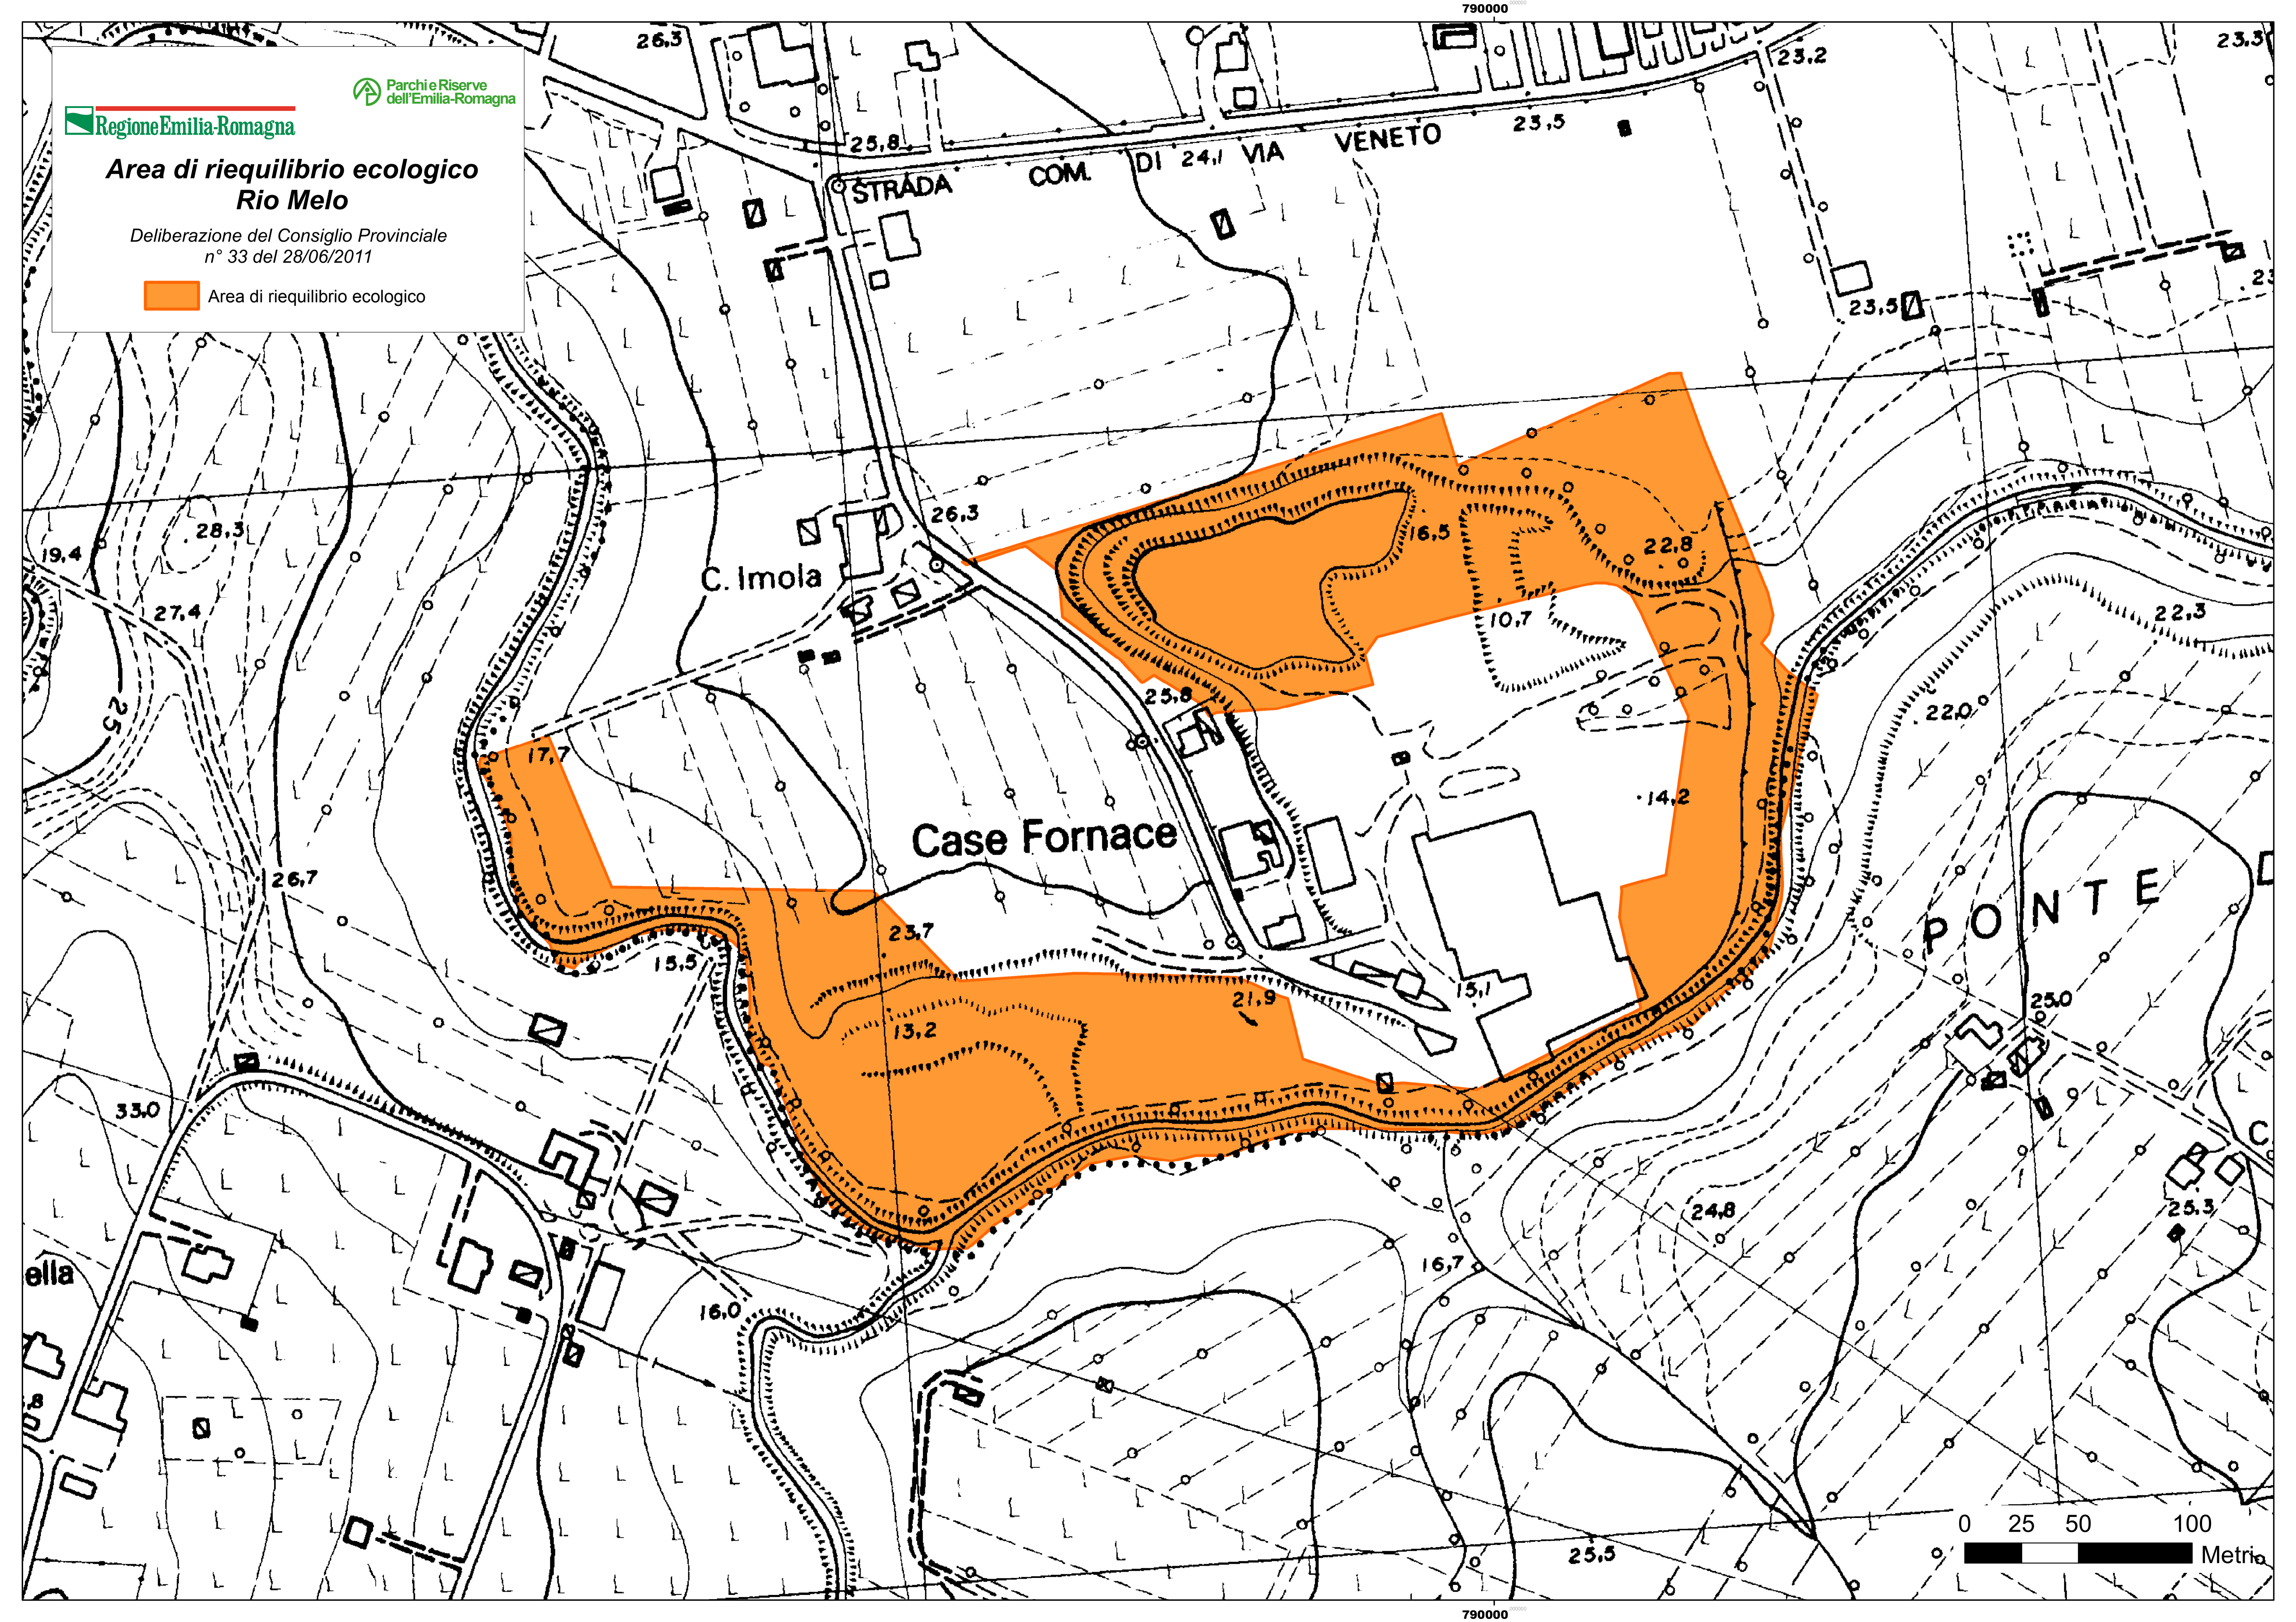 790000
Parchi e Riserve
dell'Emilia-Romagna
RegioneEmilia-Romagna
Area di riequilibrio ecologico
Rio Melo
Deliberazione del Consiglio Provinciale
n° 33 del 28/06/2011
Area di riequilibrio ecologico
26,3
23,2
23,3
25,8
STRADA COM. DI 24,1 VIA VENETO 23,5
23,5
28,3
26,3
19,4
16,5
22,8
C. Imola
27,4
10,7
22,3
25
25,8
22,0
17,7
14,2
Case Fornace
26,7
PONTE
23,7
15,5
21,9
15,1
25,0
13,2
33,0
24,8
25,3
16,7
ella
16,0
C.
25,5
0 25 50 100
Metri
790000